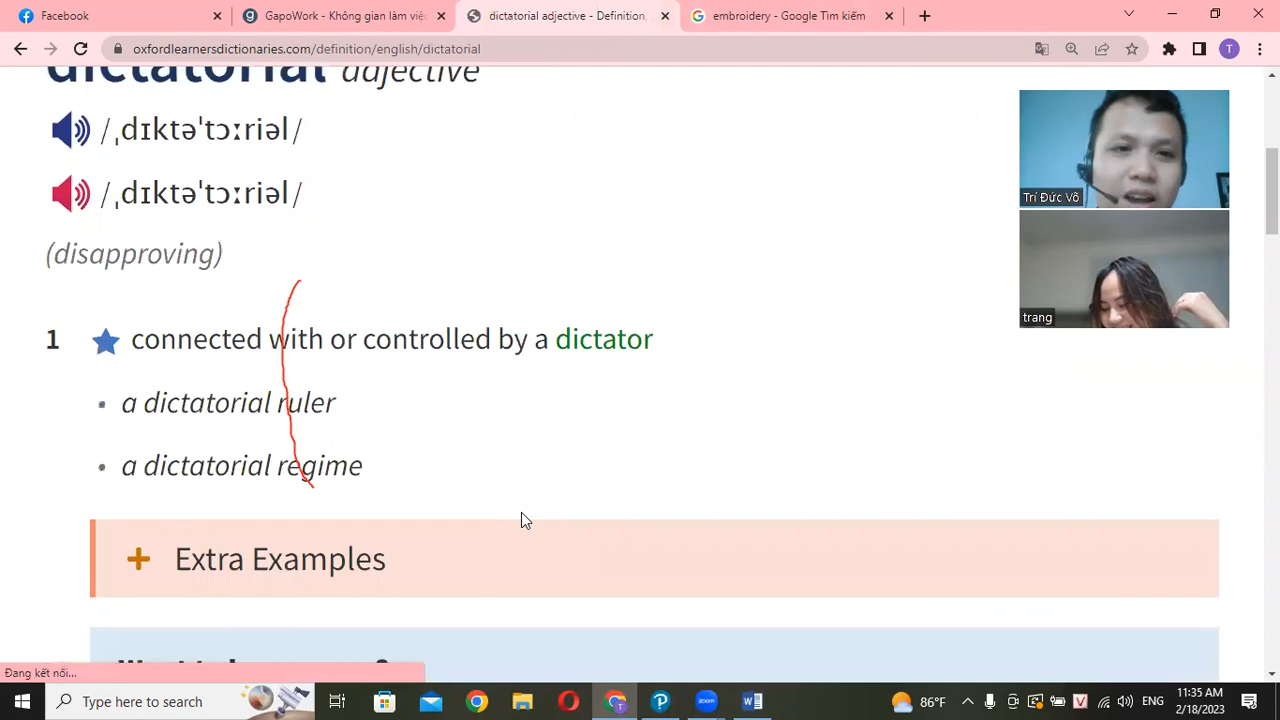 Facebook
GapoWork - Không gian làm việc
dictatorial adjective - Definition,
embroidery - Google Tìm kiếm
oxfordlearnersdictionaries.com/definition/english/dictatorial
dictatorial adjective
/ˌdɪktəˈtɔːriəl/
/ˌdɪktəˈtɔːriəl/
(disapproving)
Trí Đức Võ
trang
1 connected with or controlled by a dictator
a dictatorial ruler
a dictatorial regime
Extra Examples
Đang kết nối...
Type here to search
86°F
ENG
11:35 AM
2/18/2023